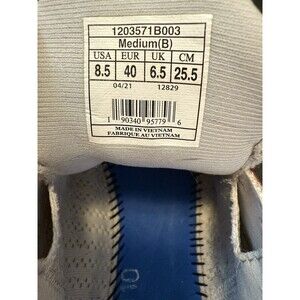 1203571B003
Medium(B)
USA EUR UK CM
8.5 40 6.5 25.5
04/21 12829
1 90340 95779 6
MADE IN VIETNAM
FABRIQUE AU VIETNAM